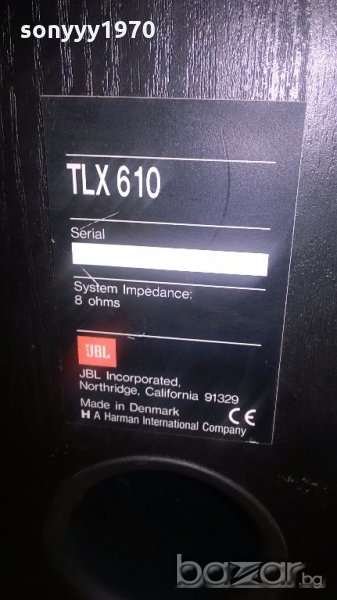 sonyyy1970
TLX 610
Serial
System Impedance:
8 ohms
JBL
JBL Incorporated,
Northridge, California 91329
Made in Denmark
CE
H A Harman International Company
bazar.bg